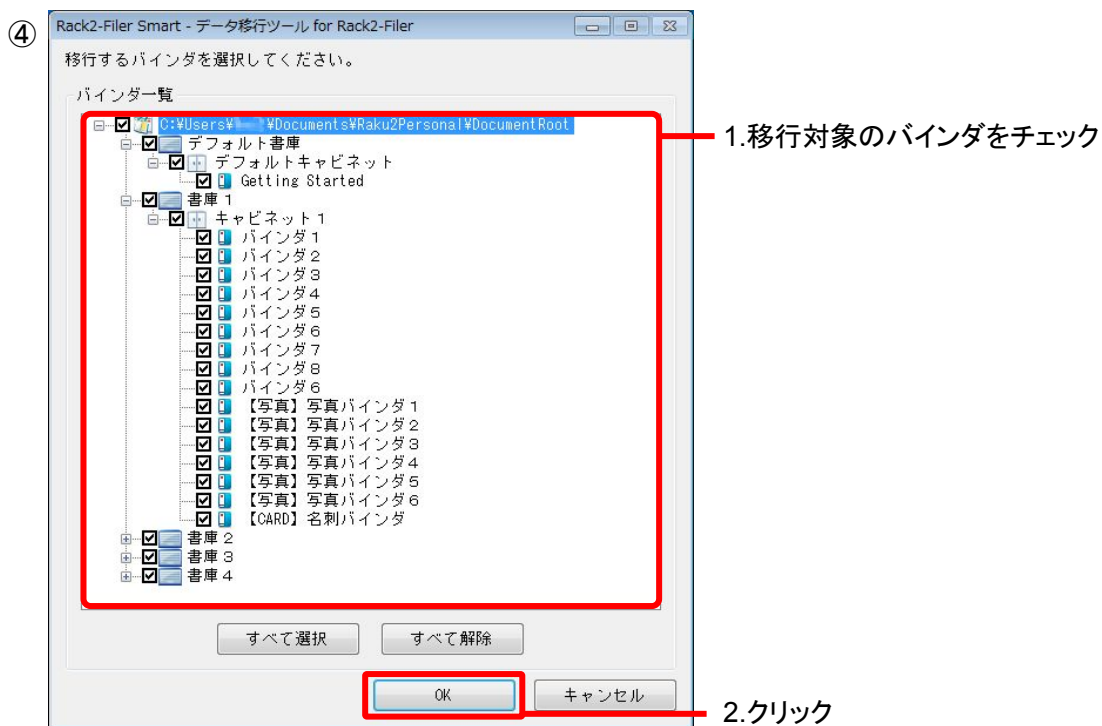 ④
Rack2-Filer Smart - データ移行ツール for Rack2-Filer
移行するバインダを選択してください。
バインダ一覧
C:¥Users¥ ¥Documents¥Raku2Personal¥DocumentRoot
1.移行対象のバインダをチェック
デフォルト書庫
デフォルトキャビネット
Getting Started
書庫1
キャビネット1
バインダ1
バインダ2
バインダ3
バインダ4
バインダ5
バインダ6
バインダ7
バインダ8
バインダ6
【写真】写真バインダ1
【写真】写真バインダ2
【写真】写真バインダ3
【写真】写真バインダ4
【写真】写真バインダ5
【写真】写真バインダ6
【CARD】名刺バインダ
書庫2
書庫3
書庫4
すべて選択 すべて解除
OK キャンセル
2.クリック